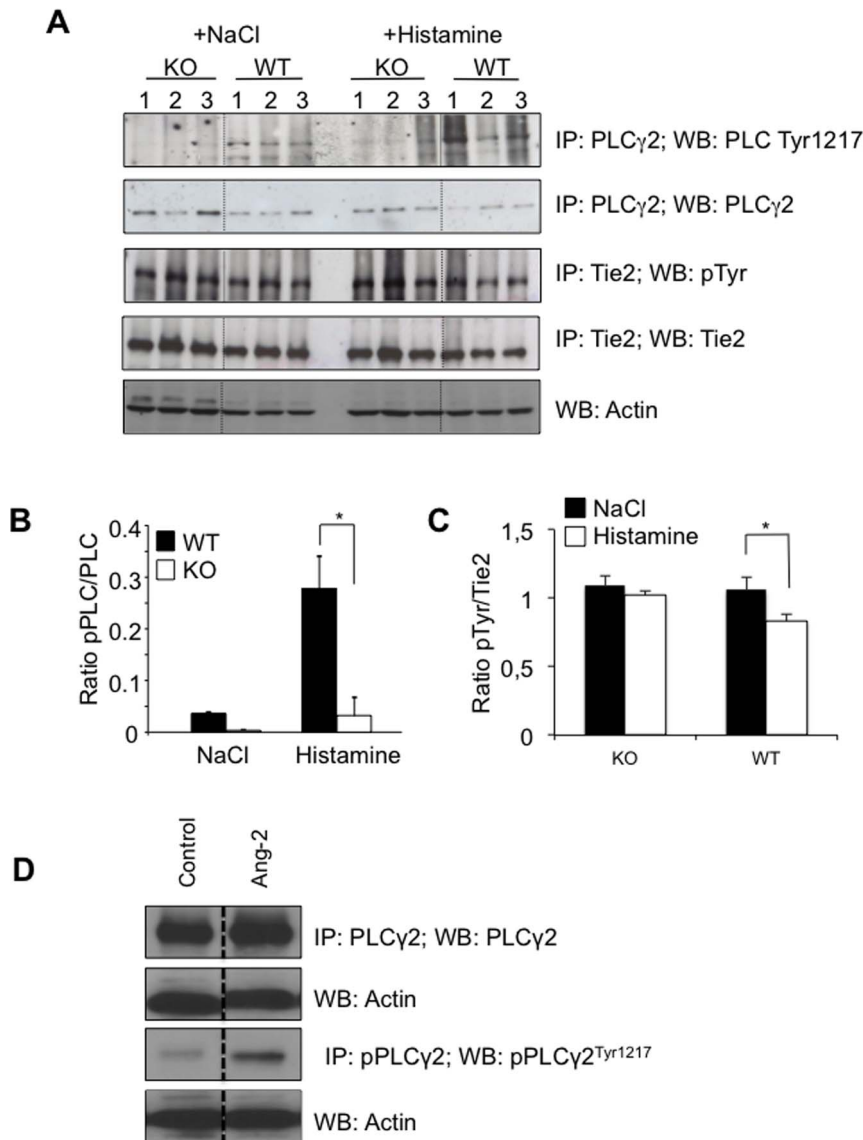 A
+NaCl +Histamine
KO WT KO WT
1 2 3 1 2 3 1 2 3 1 2 3
IP: PLCγ2; WB: PLC Tyr1217
IP: PLCγ2; WB: PLCγ2
IP: Tie2; WB: pTyr
IP: Tie2; WB: Tie2
WB: Actin
B
Ratio pPLC/PLC
0.4
0.3
0.2
0.1
0
WT
KO
*
NaCl Histamine
C
NaCl
Histamine
Ratio pTyr/Tie2
1,5
1
0,5
0
*
KO WT
D
Control Ang-2
IP: PLCγ2; WB: PLCγ2
WB: Actin
IP: pPLCγ2; WB: pPLCγ2Tyr1217
WB: Actin